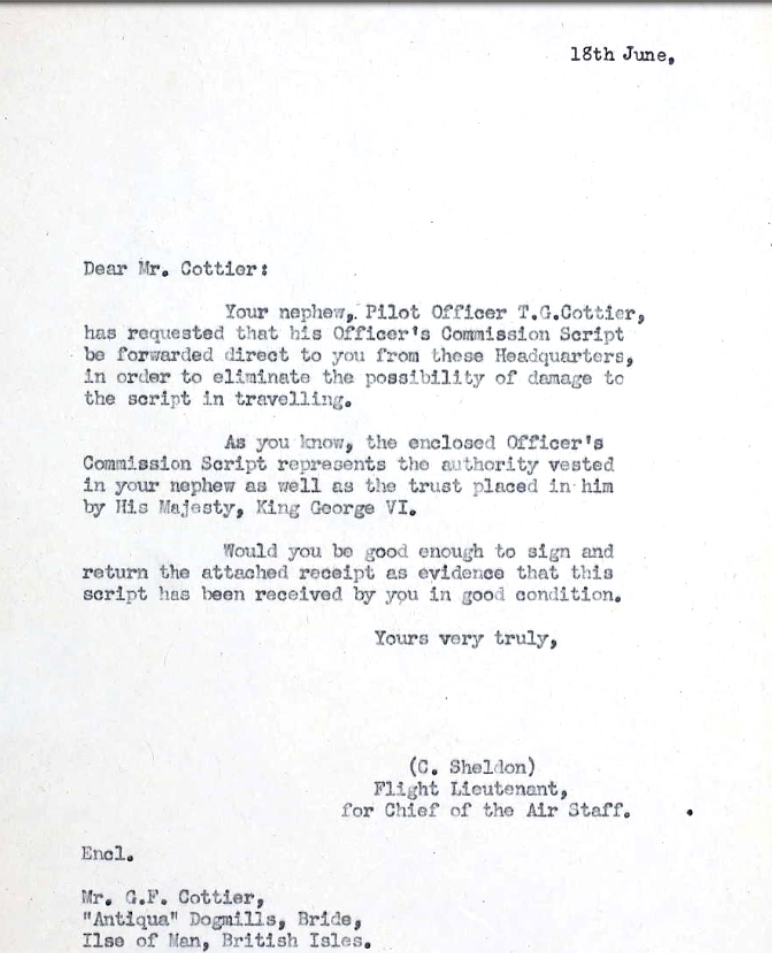 18th June,
Dear Mr. Cottier:
Your nephew, Pilot Officer T.G.Cottier,
has requested that his Officer's Commission Script
be forwarded direct to you from these Headquarters,
in order to eliminate the possibility of damage to
the script in travelling.
As you know, the enclosed Officer's
Commission Script represents the authority vested
in your nephew as well as the trust placed in him
by His Majesty, King George VI.
Would you be good enough to sign and
return the attached receipt as evidence that this
script has been received by you in good condition.
Yours very truly,
(C. Sheldon)
Flight Lieutenant,
for Chief of the Air Staff.
Encl.
Mr. G.F. Cottier,
"Antiqua" Dogmills, Bride,
Ilse of Man, British Isles.